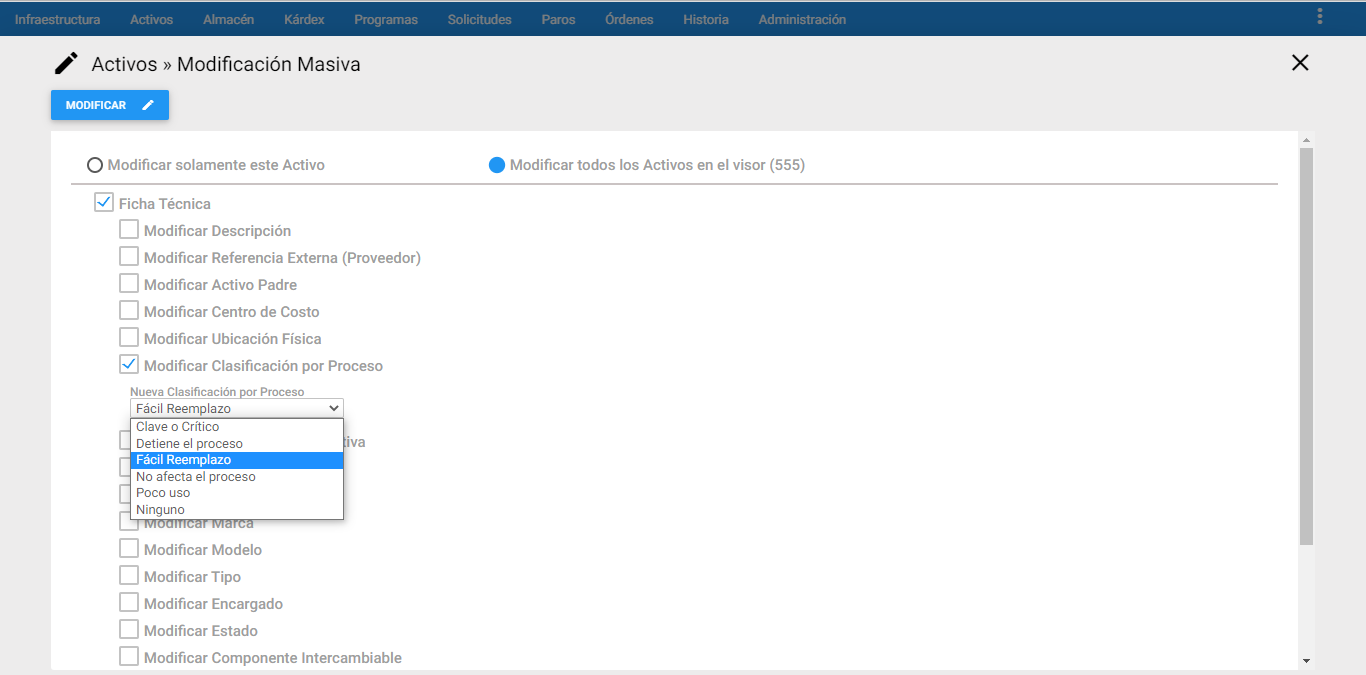 Infraestructura Activos Almacén Kárdex Programas Solicitudes Paros Órdenes Historia Administración
Activos » Modificación Masiva
MODIFICAR
Modificar solamente este Activo Modificar todos los Activos en el visor (555)
Ficha Técnica
Modificar Descripción
Modificar Referencia Externa (Proveedor)
Modificar Activo Padre
Modificar Centro de Costo
Modificar Ubicación Física
Modificar Clasificación por Proceso
Nueva Clasificación por Proceso
Fácil Reemplazo
Clave o Crítico
Detiene el proceso
Fácil Reemplazo
No afecta el proceso
Poco uso
Ninguno
Modificar Marca
Modificar Modelo
Modificar Tipo
Modificar Encargado
Modificar Estado
Modificar Componente Intercambiable